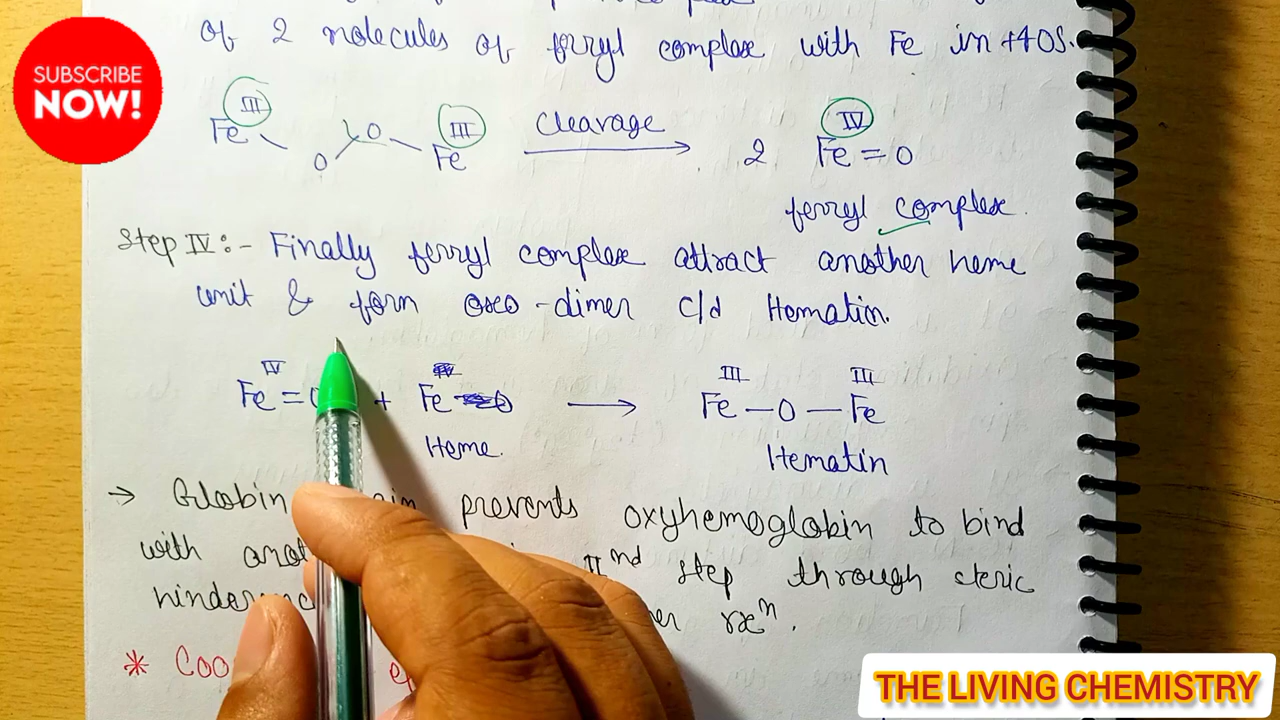 SUBSCRIBE
NOW!
of 2 molecules of ferryl complex with Fe in +4 OS.
III III Cleavage IV
Fe O O Fe 2 Fe = O
ferryl complex.
Step IV :- Finally ferryl complex attract another heme
unit & form oxo-dimer c/d Hematin.
IV III III
Fe = + Fe → Fe — O — Fe
Heme. Hematin
→ Globin prevents oxyhemoglobin to bind
with IInd step through steric
rxn.
*
THE LIVING CHEMISTRY